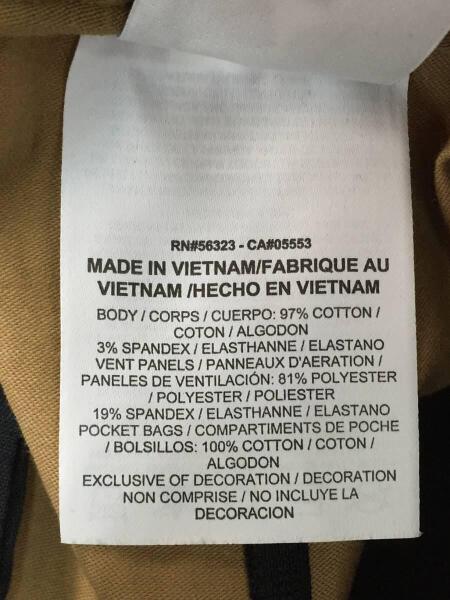 RN#56323 - CA#05553
MADE IN VIETNAM/FABRIQUE AU
VIETNAM /HECHO EN VIETNAM
BODY / CORPS / CUERPO: 97% COTTON /
COTON / ALGODON
3% SPANDEX / ELASTHANNE / ELASTANO
VENT PANELS / PANNEAUX D'AERATION /
PANELES DE VENTILACIÓN: 81% POLYESTER
/ POLYESTER / POLIESTER
19% SPANDEX / ELASTHANNE / ELASTANO
POCKET BAGS / COMPARTIMENTS DE POCHE
/ BOLSILLOS: 100% COTTON / COTON /
ALGODON
EXCLUSIVE OF DECORATION / DECORATION
NON COMPRISE / NO INCLUYE LA
DECORACION